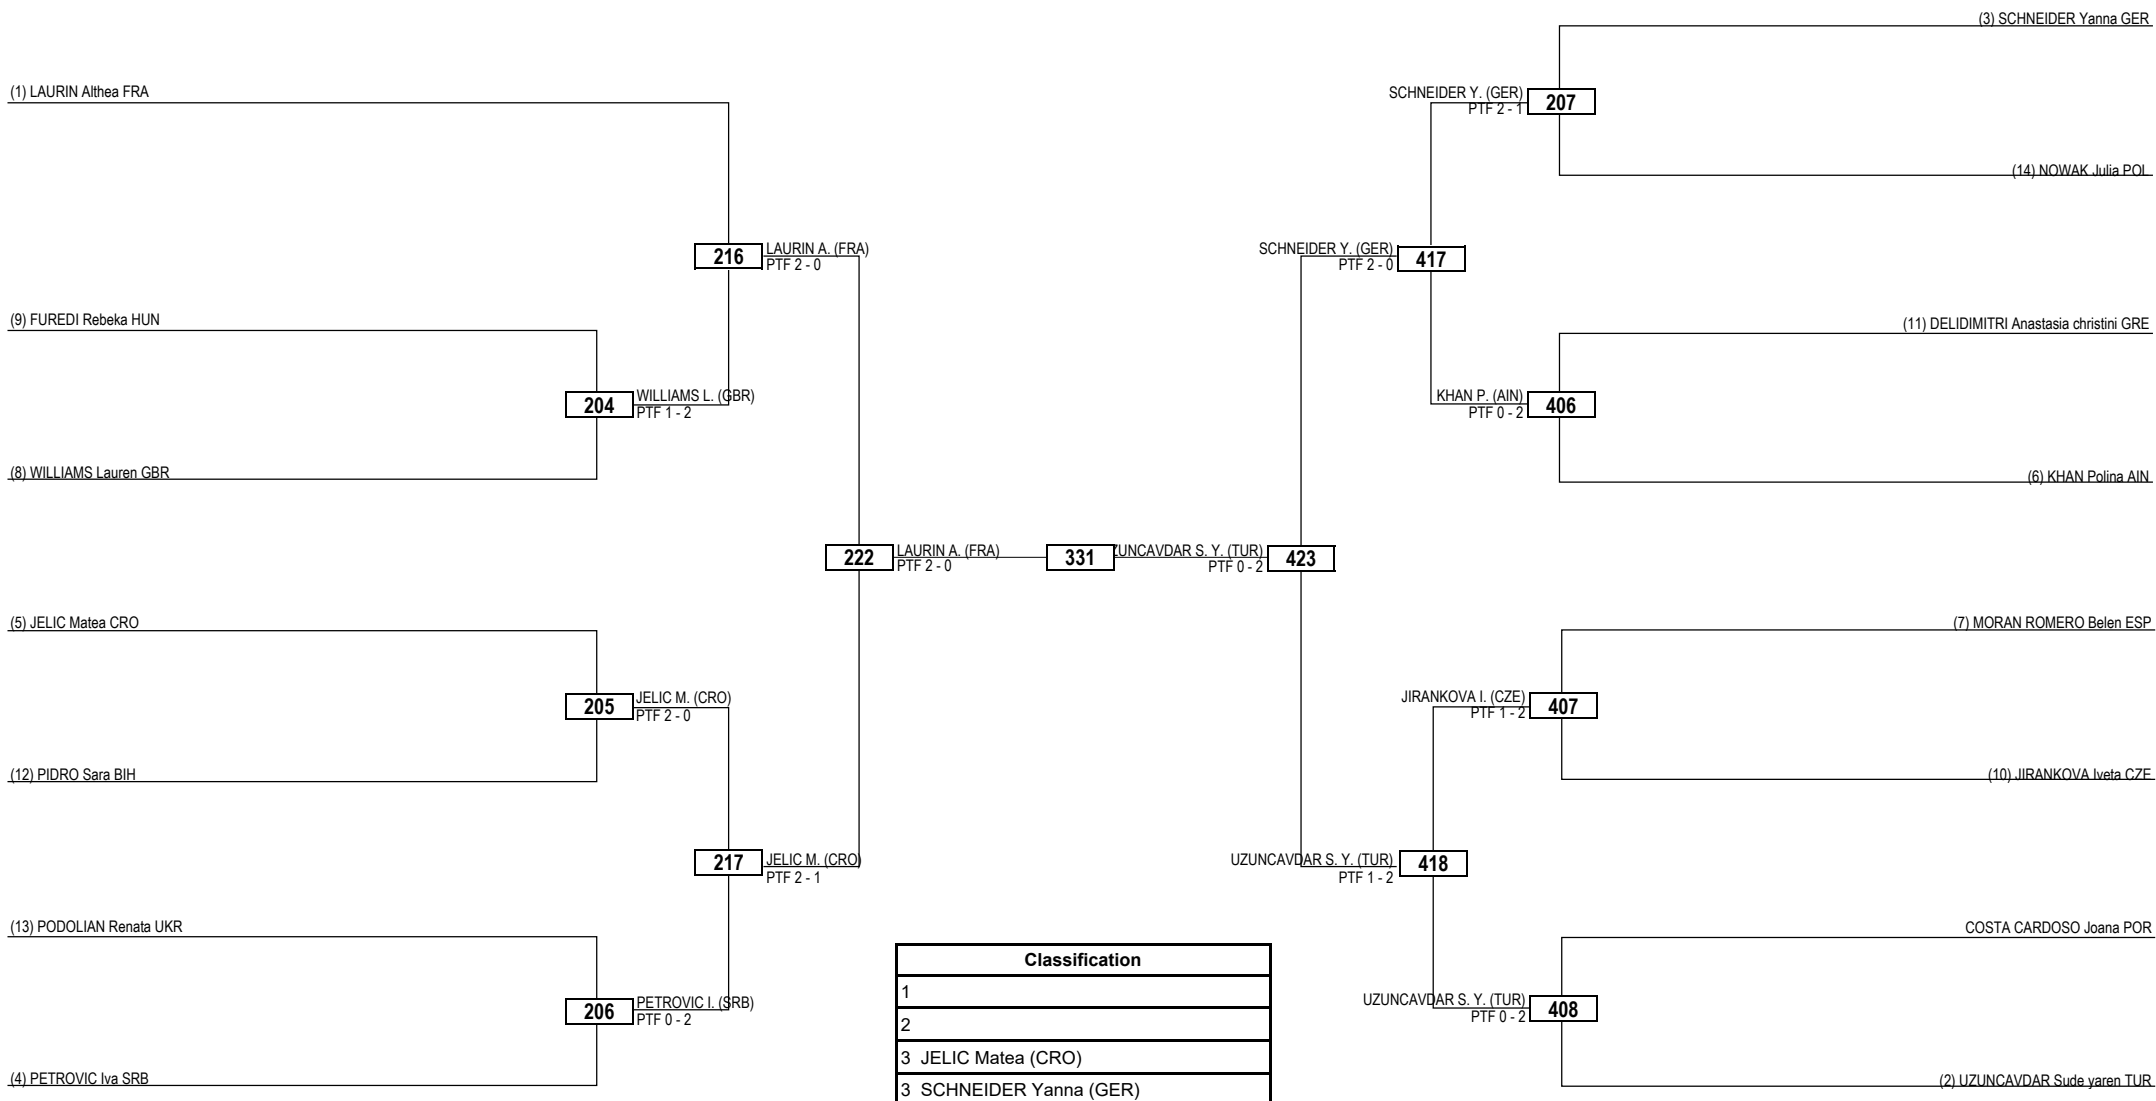 (3) SCHNEIDER Yanna GER
(1) LAURIN Althea FRA
SCHNEIDER Y. (GER)
PTF 2 - 1
207
(14) NOWAK Julia POL
216
LAURIN A. (FRA)
PTF 2 - 0
SCHNEIDER Y. (GER)
PTF 2 - 0
417
(9) FUREDI Rebeka HUN
(11) DELIDIMITRI Anastasia christini GRE
204
WILLIAMS L. (GBR)
PTF 1 - 2
KHAN P. (AIN)
PTF 0 - 2
406
(8) WILLIAMS Lauren GBR
(6) KHAN Polina AIN
222
LAURIN A. (FRA)
PTF 2 - 0
331
UNCAVDAR S. Y. (TUR)
PTF 0 - 2
423
(5) JELIC Matea CRO
(7) MORAN ROMERO Belen ESP
205
JELIC M. (CRO)
PTF 2 - 0
JIRANKOVA I. (CZE)
PTF 1 - 2
407
(12) PIDRO Sara BIH
(10) JIRANKOVA Iveta CZE
217
JELIC M. (CRO)
PTF 2 - 1
UZUNCAVDAR S. Y. (TUR)
PTF 1 - 2
418
(13) PODOLIAN Renata UKR
COSTA CARDOSO Joana POR
206
PETROVIC I. (SRB)
PTF 0 - 2
UZUNCAVDAR S. Y. (TUR)
PTF 0 - 2
408
(4) PETROVIC Iva SRB
(2) UZUNCAVDAR Sude yaren TUR
Classification
1
2
3 JELIC Matea (CRO)
3 SCHNEIDER Yanna (GER)